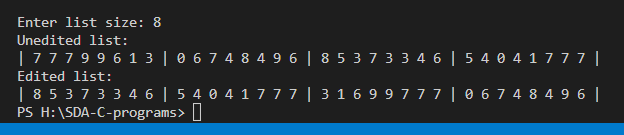 Enter list size: 8
Unedited list:
| 7 7 7 9 9 6 1 3 | 0 6 7 4 8 4 9 6 | 8 5 3 7 3 3 4 6 | 5 4 0 4 1 7 7 7 |
Edited list:
| 8 5 3 7 3 3 4 6 | 5 4 0 4 1 7 7 7 | 3 1 6 9 9 7 7 7 | 0 6 7 4 8 4 9 6 |
PS H:\SDA-C-programs>